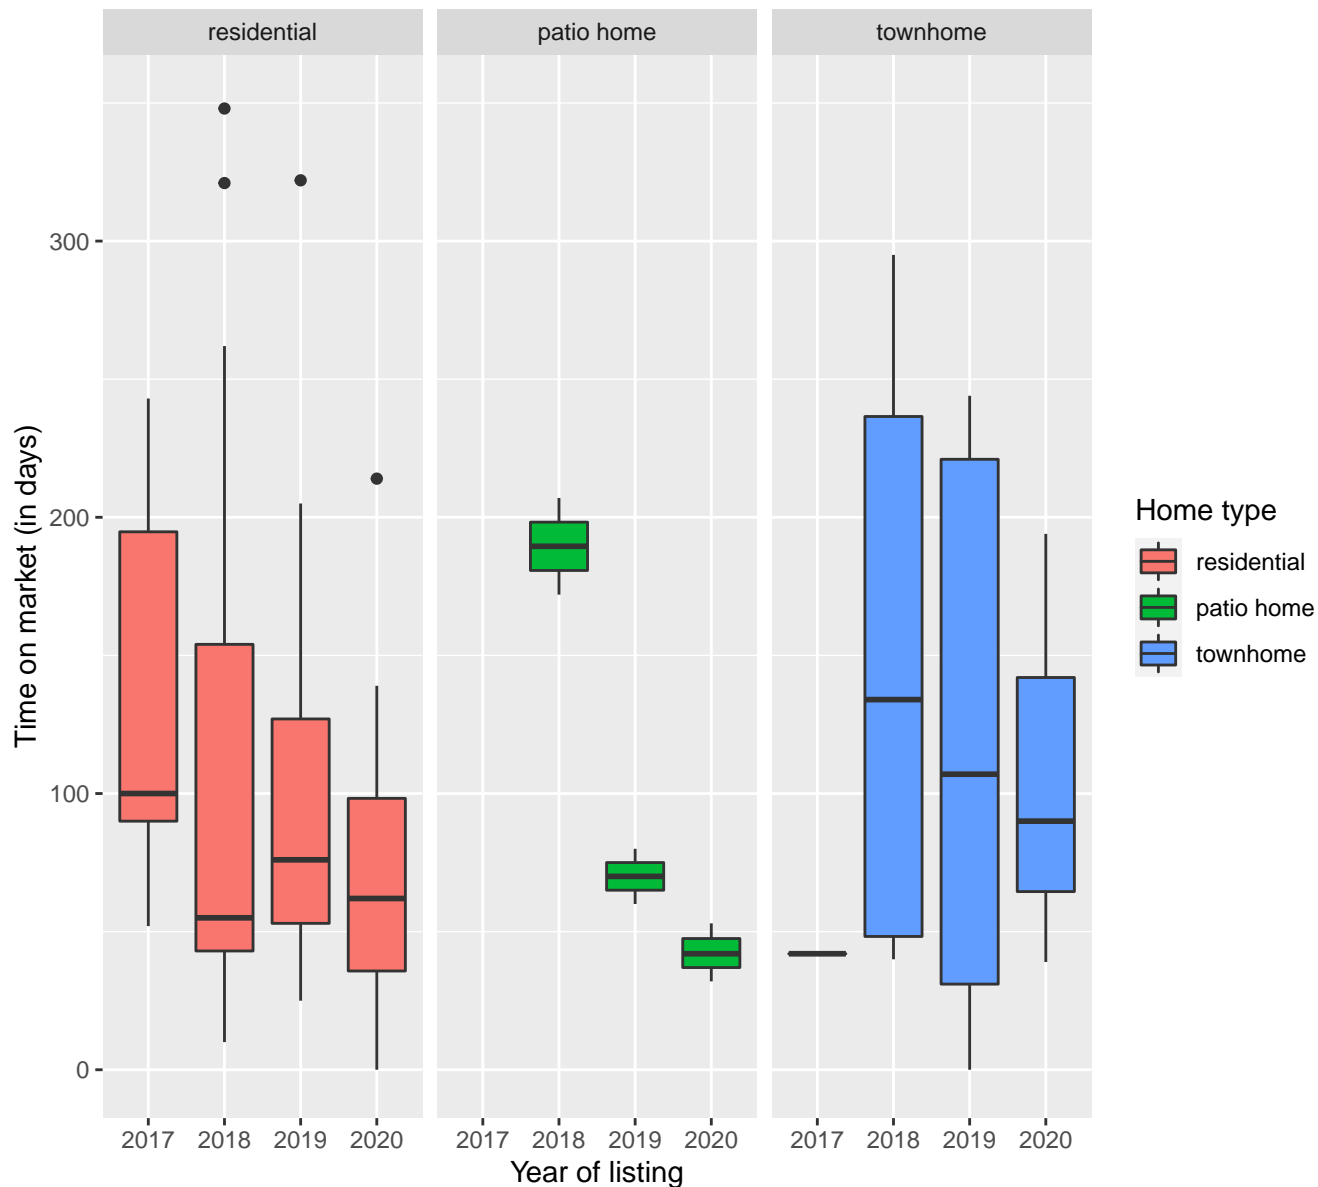 residential
patio home
townhome
Time on market (in days)
300
200
100
0
2017 2018 2019 2020
2017 2018 2019 2020
2017 2018 2019 2020
Year of listing
Home type
residential
patio home
townhome